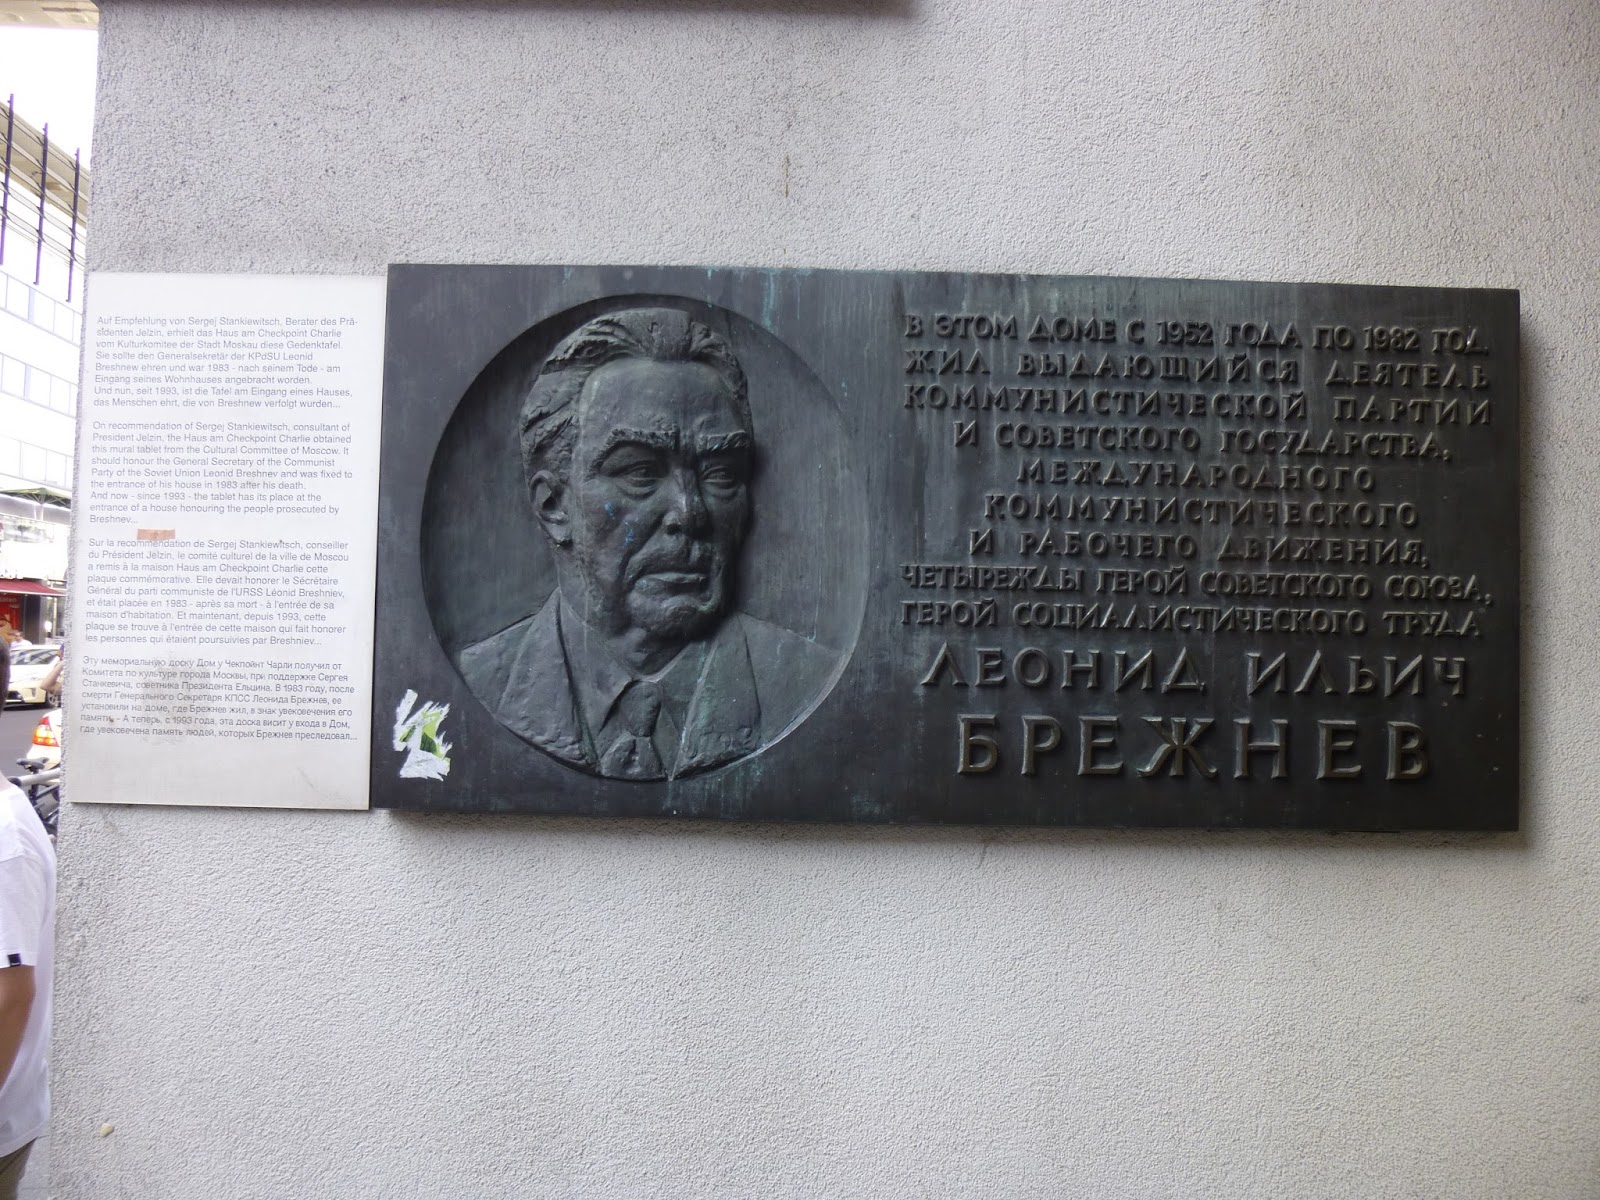 Auf Empfehlung von Sergej Stankiewitsch, Berater des Prä-
sidenten Jelzin, erhielt das Haus am Checkpoint Charlie
vom Kulturkomitee der Stadt Moskau diese Gedenktafel.
Sie sollte den Generalsekretär der KPdSU Leonid
Breshnew ehren und war 1983 - nach seinem Tode - am
Eingang seines Wohnhauses angebracht worden.
Und nun, seit 1993, ist die Tafel am Eingang eines Hauses,
das Menschen ehrt, die von Breshnew verfolgt wurden...
On recommendation of Sergej Stankiewitsch, consultant of
President Jelzin, the Haus am Checkpoint Charlie obtained
this mural tablet from the Cultural Committee of Moscow. It
should honour the General Secretary of the Communist
Party of the Soviet Union Leonid Breshnev and was fixed to
the entrance of his house in 1983 after his death.
And now - since 1993 - the tablet has its place at the
entrance of a house honouring the people prosecuted by
Breshnev...
Sur la recommendation de Sergej Stankiewitsch, conseiller
du Président Jelzin, le comité culturel de la ville de Moscou
a remis à la maison Haus am Checkpoint Charlie cette
plaque commémorative. Elle devait honorer le Sécrétaire
Général du parti communiste de l'URSS Léonid Breshniev,
et était placée en 1983 - après sa mort - à l'entrée de sa
maison d'habitation. Et maintenant, depuis 1993, cette
plaque se trouve à l'entrée de cette maison qui fait honorer
les personnes qui étaient poursuivies par Breshniev...
Эту мемориальную доску Дом у Чекпойнт Чарли получил от
Комитета по культуре города Москвы, при поддержке Сергея
Станкевича, советника Президента Ельцина. В 1983 году, после
смерти Генерального Секретаря КПСС Леонида Брежнев, ее
установили на доме, где Брежнев жил, в знак увековечения его
памяти. - А теперь, с 1993 года, эта доска висит у входа в Дом,
где увековечена память людей, которых Брежнев преследовал...
В ЭТОМ ДОМЕ С 1952 ГОДА ПО 1982 ГОД
ЖИЛ ВЫДАЮЩИЙСЯ ДЕЯТЕЛЬ
КОММУНИСТИЧЕСКОЙ ПАРТИИ
И СОВЕТСКОГО ГОСУДАРСТВА,
МЕЖДУНАРОДНОГО
КОММУНИСТИЧЕСКОГО
И РАБОЧЕГО ДВИЖЕНИЯ,
ЧЕТЫРЕЖДЫ ГЕРОЙ СОВЕТСКОГО СОЮЗА,
ГЕРОЙ СОЦИАЛИСТИЧЕСКОГО ТРУДА
ЛЕОНИД ИЛЬИЧ
БРЕЖНЕВ